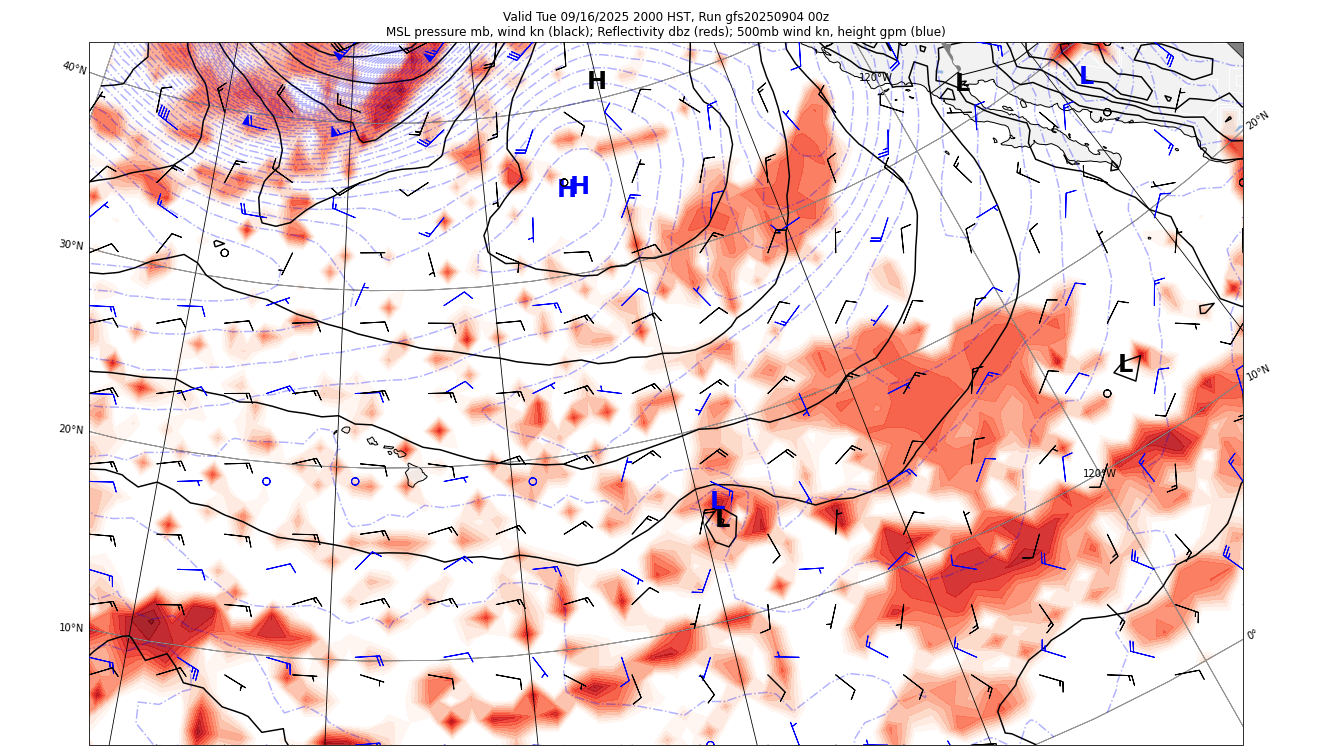 Valid Tue 09/16/2025 2000 HST, Run gfs20250904 00z
MSL pressure mb, wind kn (black); Reflectivity dbz (reds); 500mb wind kn, height gpm (blue)
40°N
H
120°W
L
L
20°N
HH
30°N
L
10°N
20°N
120°W
L
L
10°N
0°